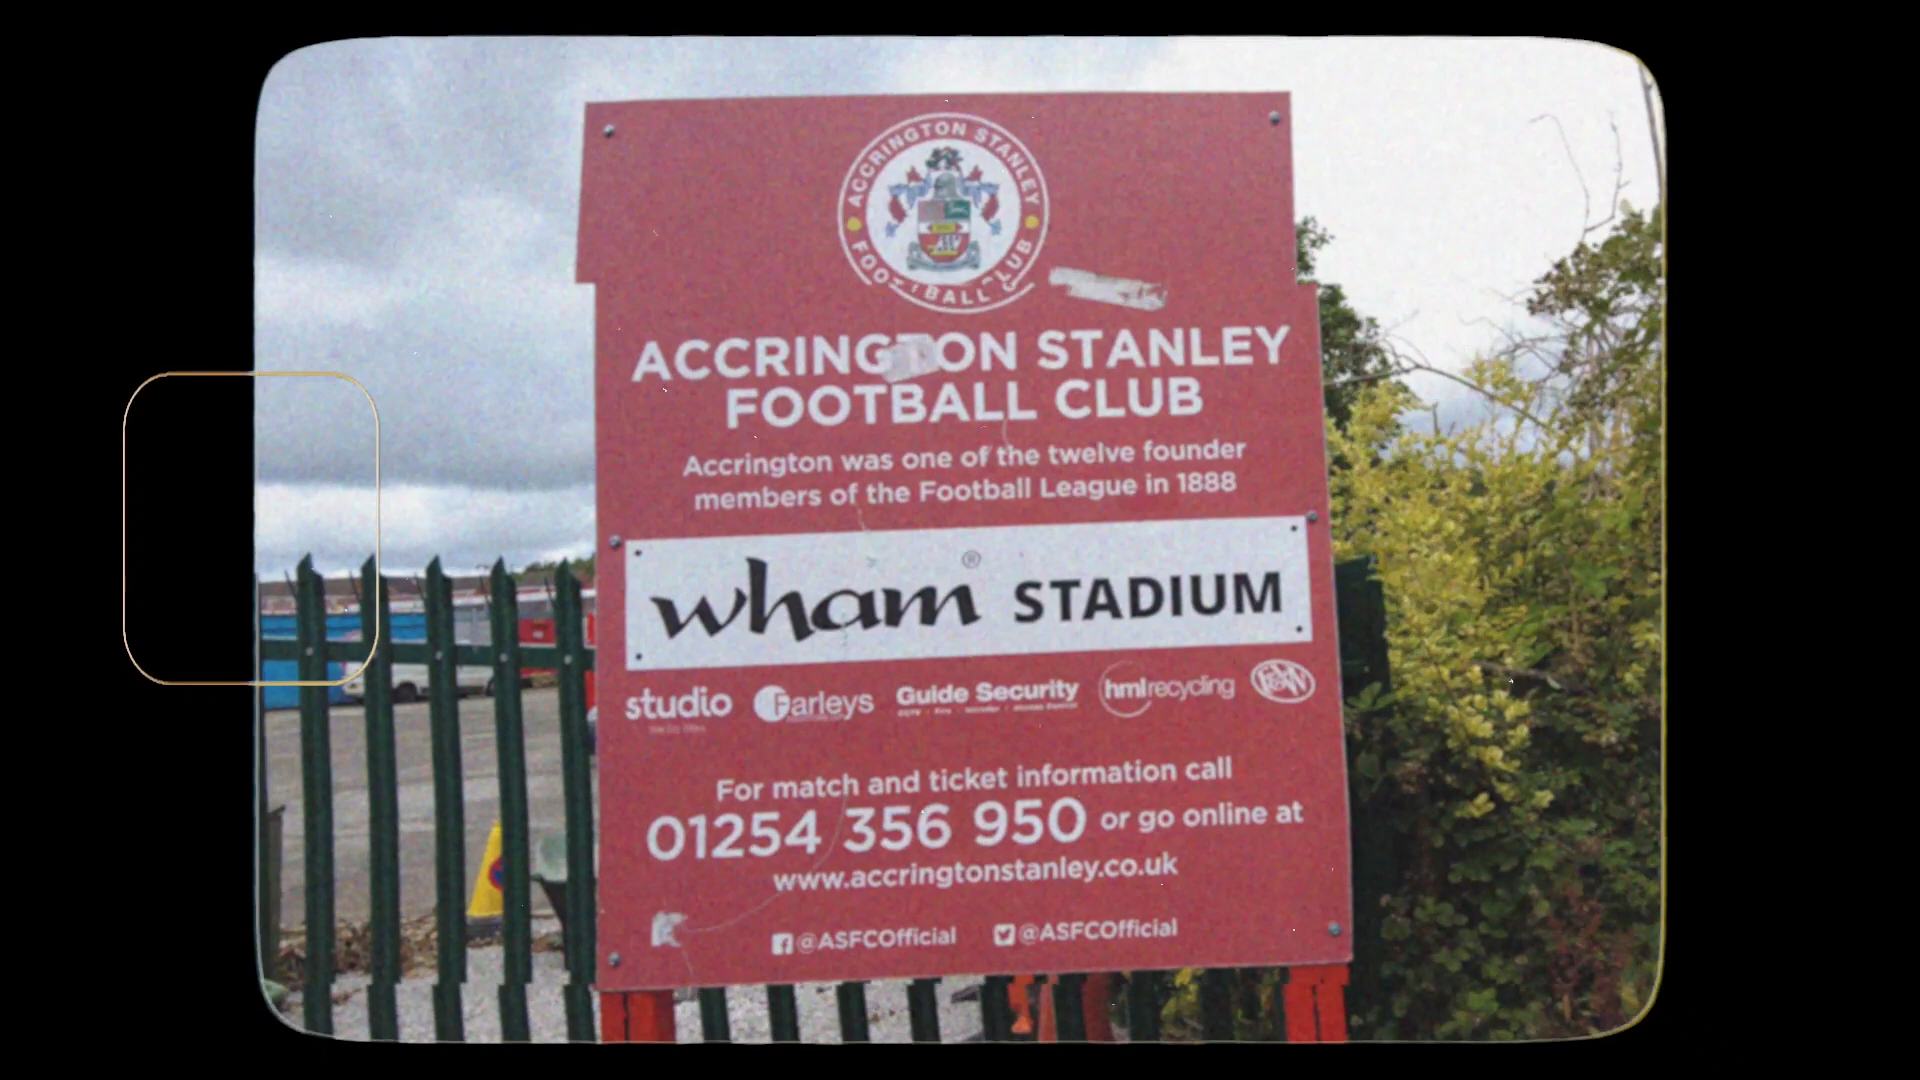 ACCRINGTON STANLEY
FOOTBALL CLUB
ACCRINGTON STANLEY
FOOTBALL CLUB
Accrington was one of the twelve founder
members of the Football League in 1888
wham® STADIUM
studio
Farleys
Guide Security
hml recycling
For match and ticket information call
01254 356 950 or go online at
www.accringtonstanley.co.uk
@ASFCOfficial @ASFCOfficial